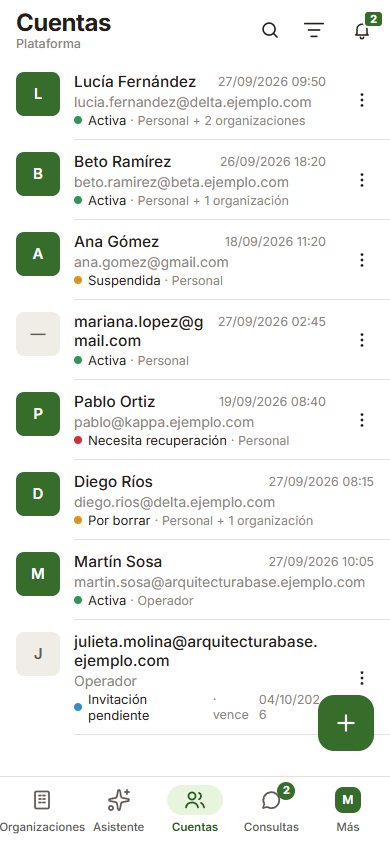 Cuentas
Plataforma
2
L
Lucía Fernández 27/09/2026 09:50
lucia.fernandez@delta.ejemplo.com
Activa · Personal + 2 organizaciones
B
Beto Ramírez 26/09/2026 18:20
beto.ramirez@beta.ejemplo.com
Activa · Personal + 1 organización
A
Ana Gómez 18/09/2026 11:20
ana.gomez@gmail.com
Suspendida · Personal
—
mariana.lopez@g 27/09/2026 02:45
mail.com
Activa · Personal
P
Pablo Ortiz 19/09/2026 08:40
pablo@kappa.ejemplo.com
Necesita recuperación · Personal
D
Diego Ríos 27/09/2026 08:15
diego.rios@delta.ejemplo.com
Por borrar · Personal + 1 organización
M
Martín Sosa 27/09/2026 10:05
martin.sosa@arquitecturabase.ejemplo.com
Activa · Operador
J
julieta.molina@arquitecturabase.
ejemplo.com
Operador
Invitación · 04/10/202
pendiente vence 6
2
M
Organizaciones Asistente Cuentas Consultas Más